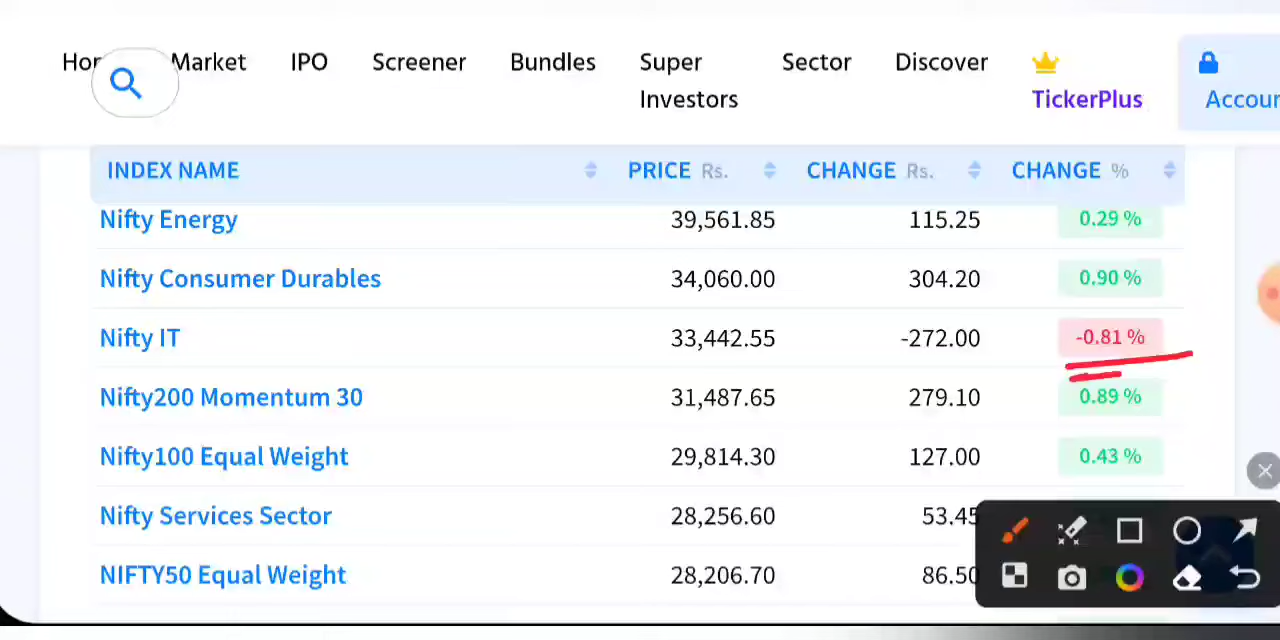 Market IPO Screener Bundles Super Investors Sector Discover TickerPlus
INDEX NAME PRICE Rs. CHANGE Rs. CHANGE %
Nifty Energy 39,561.85 115.25 0.29 %
Nifty Consumer Durables 34,060.00 304.20 0.90 %
Nifty IT 33,442.55 -272.00 -0.81 %
Nifty200 Momentum 30 31,487.65 279.10 0.89 %
Nifty100 Equal Weight 29,814.30 127.00 0.43 %
Nifty Services Sector 28,256.60 53.45
NIFTY50 Equal Weight 28,206.70 86.50